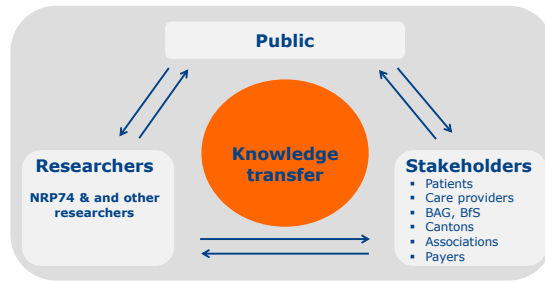 Public
Knowledge
transfer
Researchers
NRP74 & and other
researchers
Stakeholders
▪ Patients
▪ Care providers
▪ BAG, BfS
▪ Cantons
▪ Associations
▪ Payers